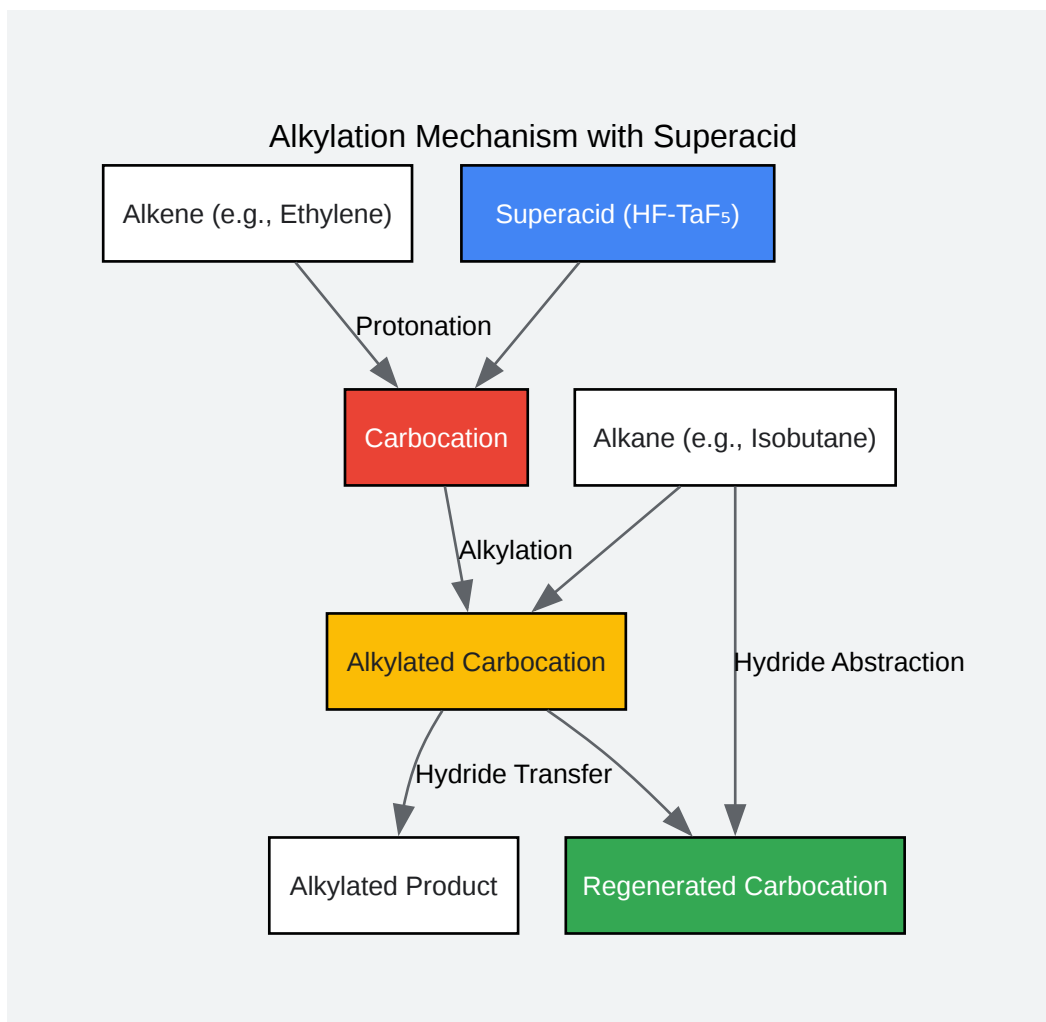 Alkylation Mechanism with Superacid
Alkene (e.g., Ethylene)
Superacid (HF-TaF₅)
Protonation
Carbocation
Alkane (e.g., Isobutane)
Alkylation
Alkylated Carbocation
Hydride Abstraction
Hydride Transfer
Alkylated Product
Regenerated Carbocation